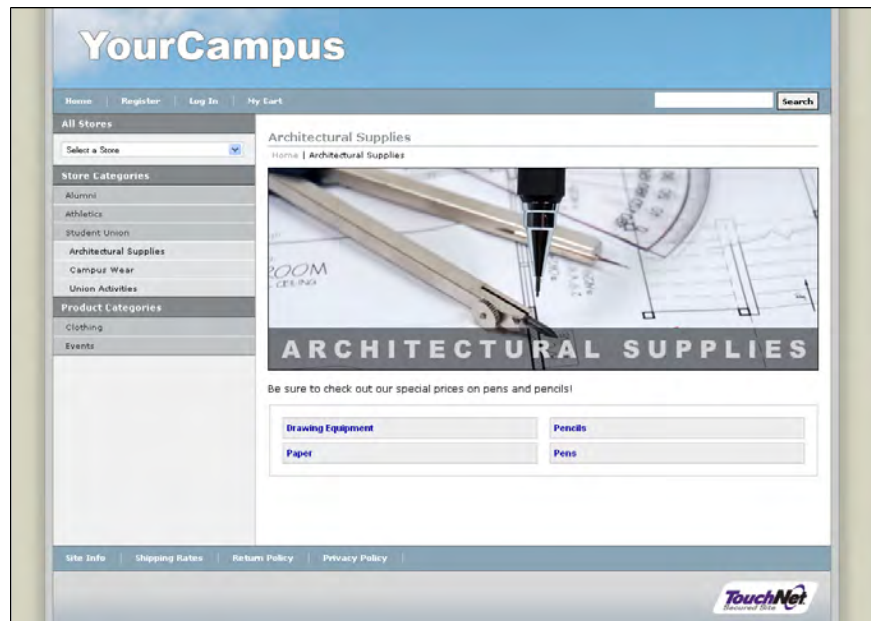 YourCampus
Home | Register | Log In | My Cart
Search
All Stores
Select a Store
Store Categories
Alumni
Athletics
Student Union
Architectural Supplies
Campus Wear
Union Activities
Product Categories
Clothing
Events
Architectural Supplies
Home | Architectural Supplies
ROOM
CEILING
ARCHITECTURAL SUPPLIES
Be sure to check out our special prices on pens and pencils!
Drawing Equipment
Pencils
Paper
Pens
Site Info | Shipping Rates | Return Policy | Privacy Policy |
TouchNet
Secured Site